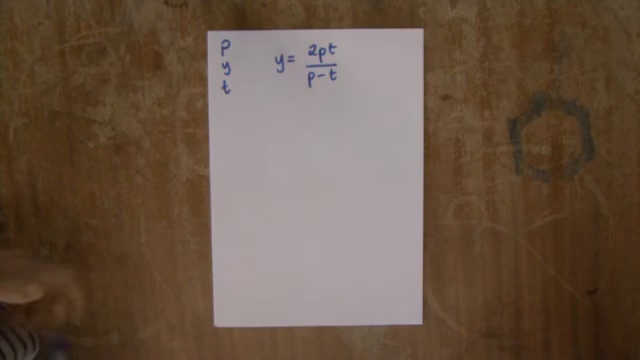 p
y
t
y = 2pt / p - t